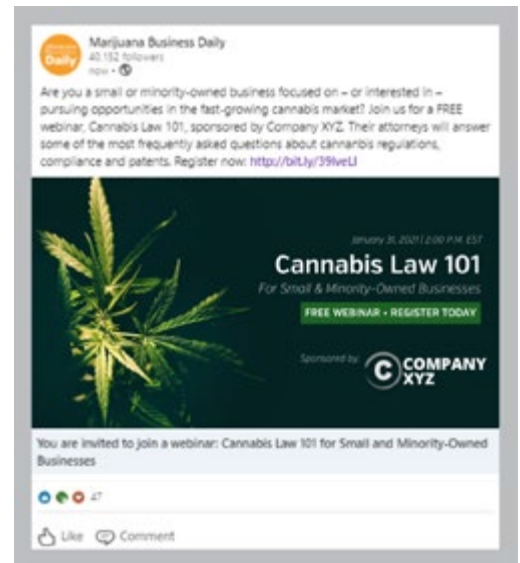 Daily
Marijuana Business Daily
40,152 followers
now •
Are you a small or minority-owned business focused on – or interested in –
pursuing opportunities in the fast-growing cannabis market? Join us for a FREE
webinar, Cannabis Law 101, sponsored by Company XYZ. Their attorneys will answer
some of the most frequently asked questions about cannanbis regulations,
compliance and patents. Register now:
January 31, 2021 | 2:00 P.M. EST
Cannabis Law 101
For Small & Minority-Owned Businesses
FREE WEBINAR • REGISTER TODAY
Sponsored by:
C COMPANY
XYZ
You are invited to join a webinar: Cannabis Law 101 for Small and Minority-Owned
Businesses
47
Like Comment